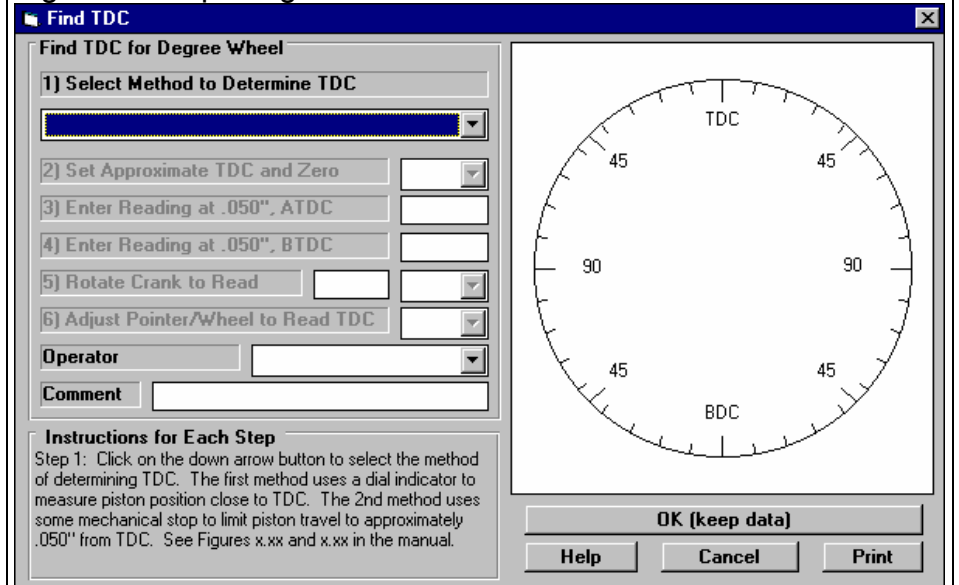 Find TDC
Find TDC for Degree Wheel
1) Select Method to Determine TDC
2) Set Approximate TDC and Zero
3) Enter Reading at .050", ATDC
4) Enter Reading at .050", BTDC
5) Rotate Crank to Read
6) Adjust Pointer/Wheel to Read TDC
Operator
Comment
Instructions for Each Step
Step 1: Click on the down arrow button to select the method
of determining TDC. The first method uses a dial indicator to
measure piston position close to TDC. The 2nd method uses
some mechanical stop to limit piston travel to approximately
.050" from TDC. See Figures x.xx and x.xx in the manual.
TDC
45 45
90 90
45 45
BDC
OK (keep data)
Help Cancel Print